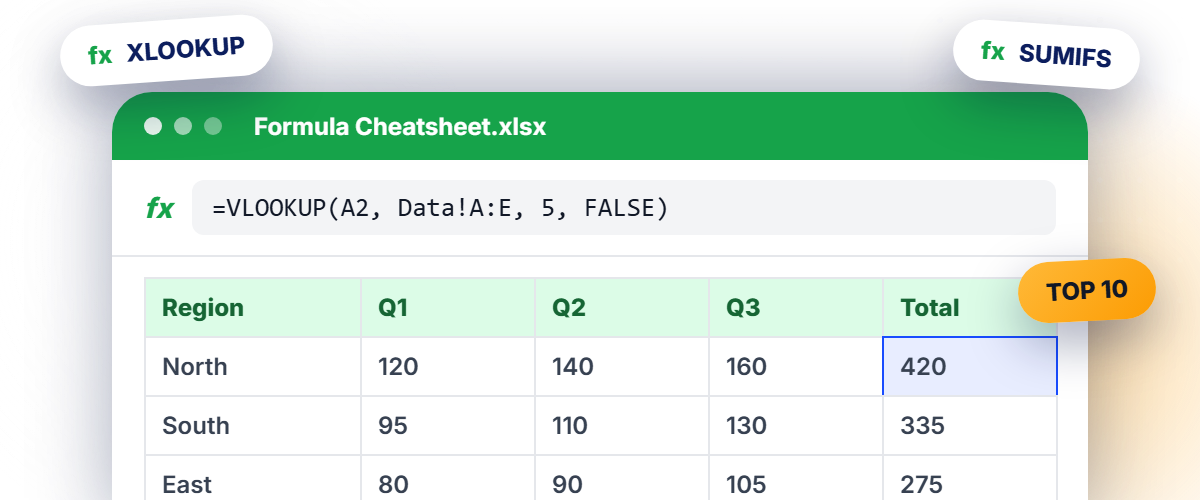 fx XLOOKUP
fx SUMIFS
Formula Cheatsheet.xlsx
fx =VLOOKUP(A2, Data!A:E, 5, FALSE)
TOP 10
Region Q1 Q2 Q3 Total
North 120 140 160 420
South 95 110 130 335
East 80 90 105 275